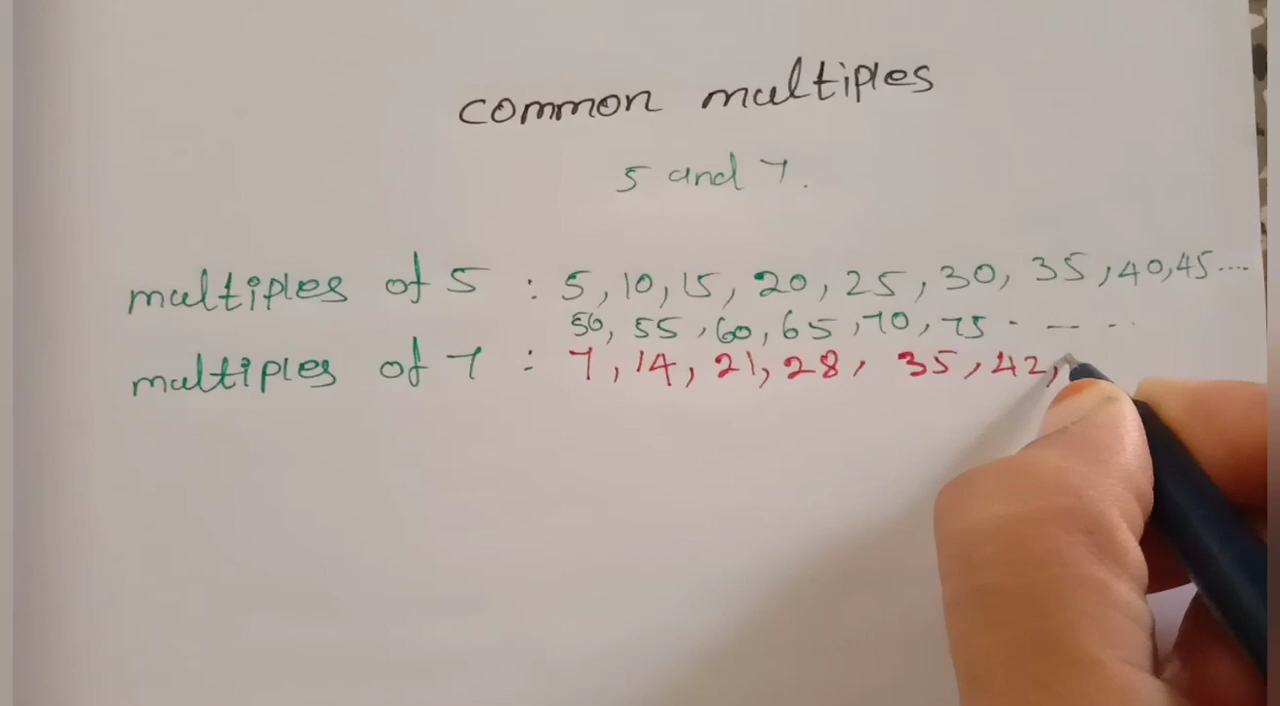 common multiples
5 and 7.
multiples of 5 : 5, 10, 15, 20, 25, 30, 35, 40, 45....
50, 55, 60, 65, 70, 75 - — - -
multiples of 7 : 7, 14, 21, 28, 35, 42,